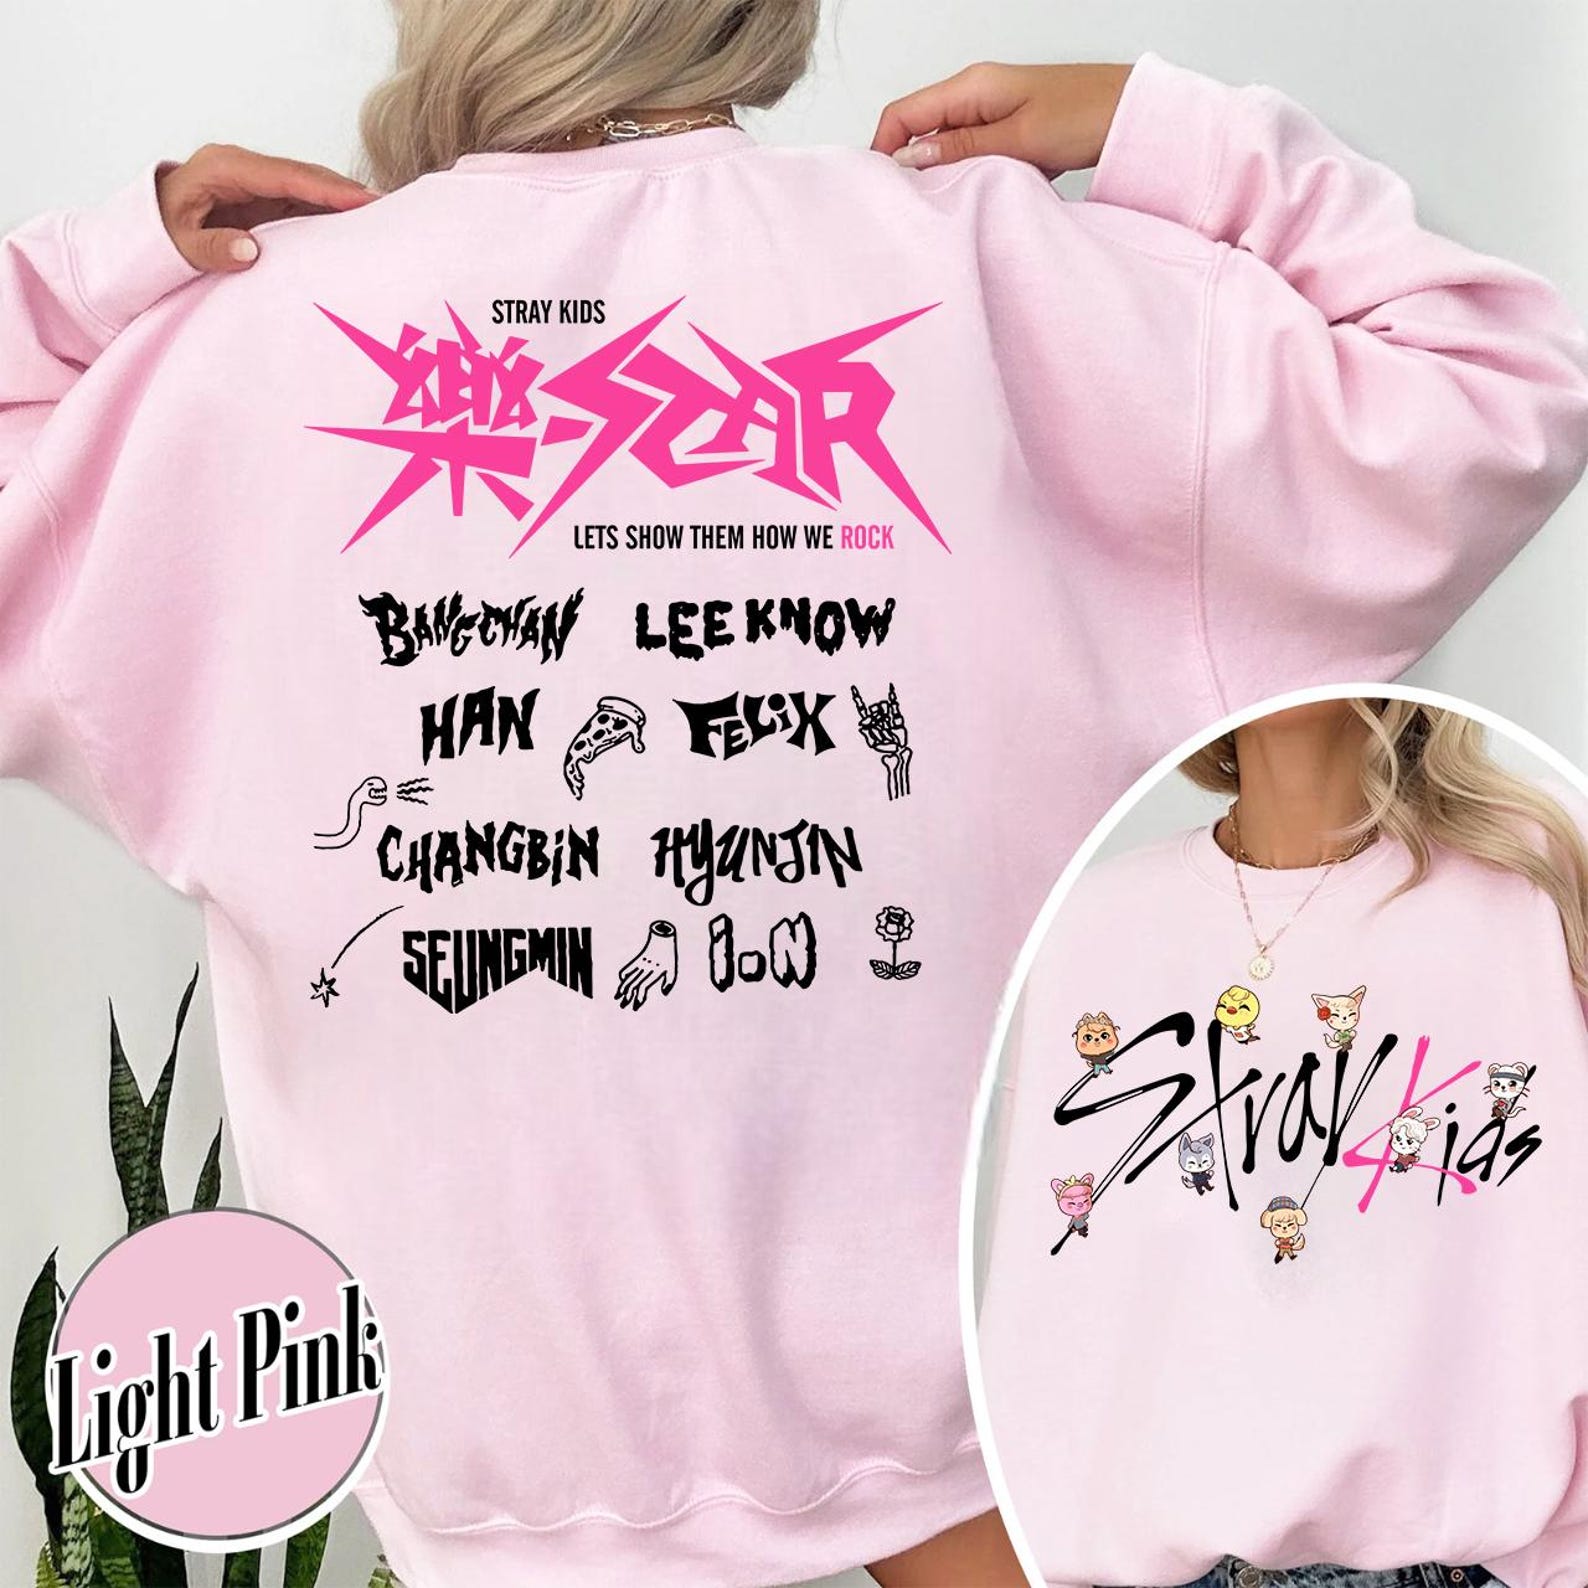 STRAY KIDS
樂-STAR
LETS SHOW THEM HOW WE ROCK
BANGCHAN LEE KNOW
HAN FELiX
CHANGBiN HYUNJIN
SEUNGMIN i.N
Stray Kids
Light Pink